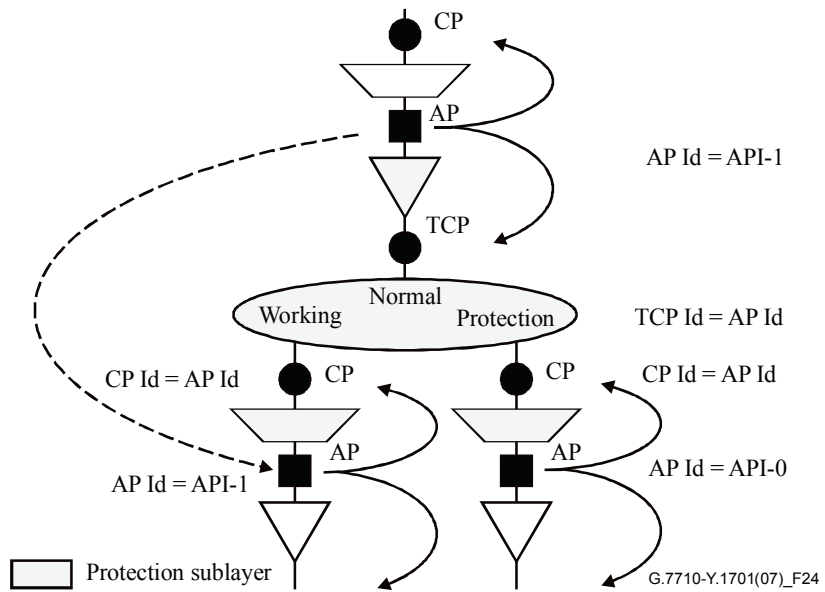 CP
AP
AP Id = API-1
TCP
Normal
Working
Protection
TCP Id = AP Id
CP Id = AP Id
CP
CP
CP Id = AP Id
AP
AP
AP Id = API-1
AP Id = API-0
Protection sublayer
G.7710-Y.1701(07)_F24